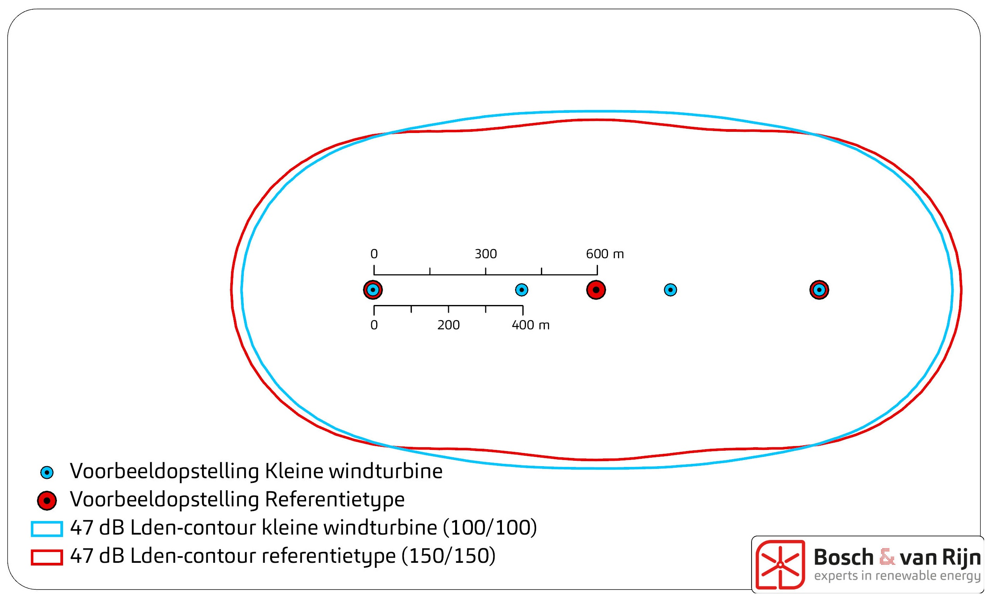 0 300 600 m
0 200 400 m
Voorbeeldopstelling Kleine windturbine
Voorbeeldopstelling Referentietype
47 dB Lden-contour kleine windturbine (100/100)
47 dB Lden-contour referentietype (150/150)
Bosch & van Rijn
experts in renewable energy